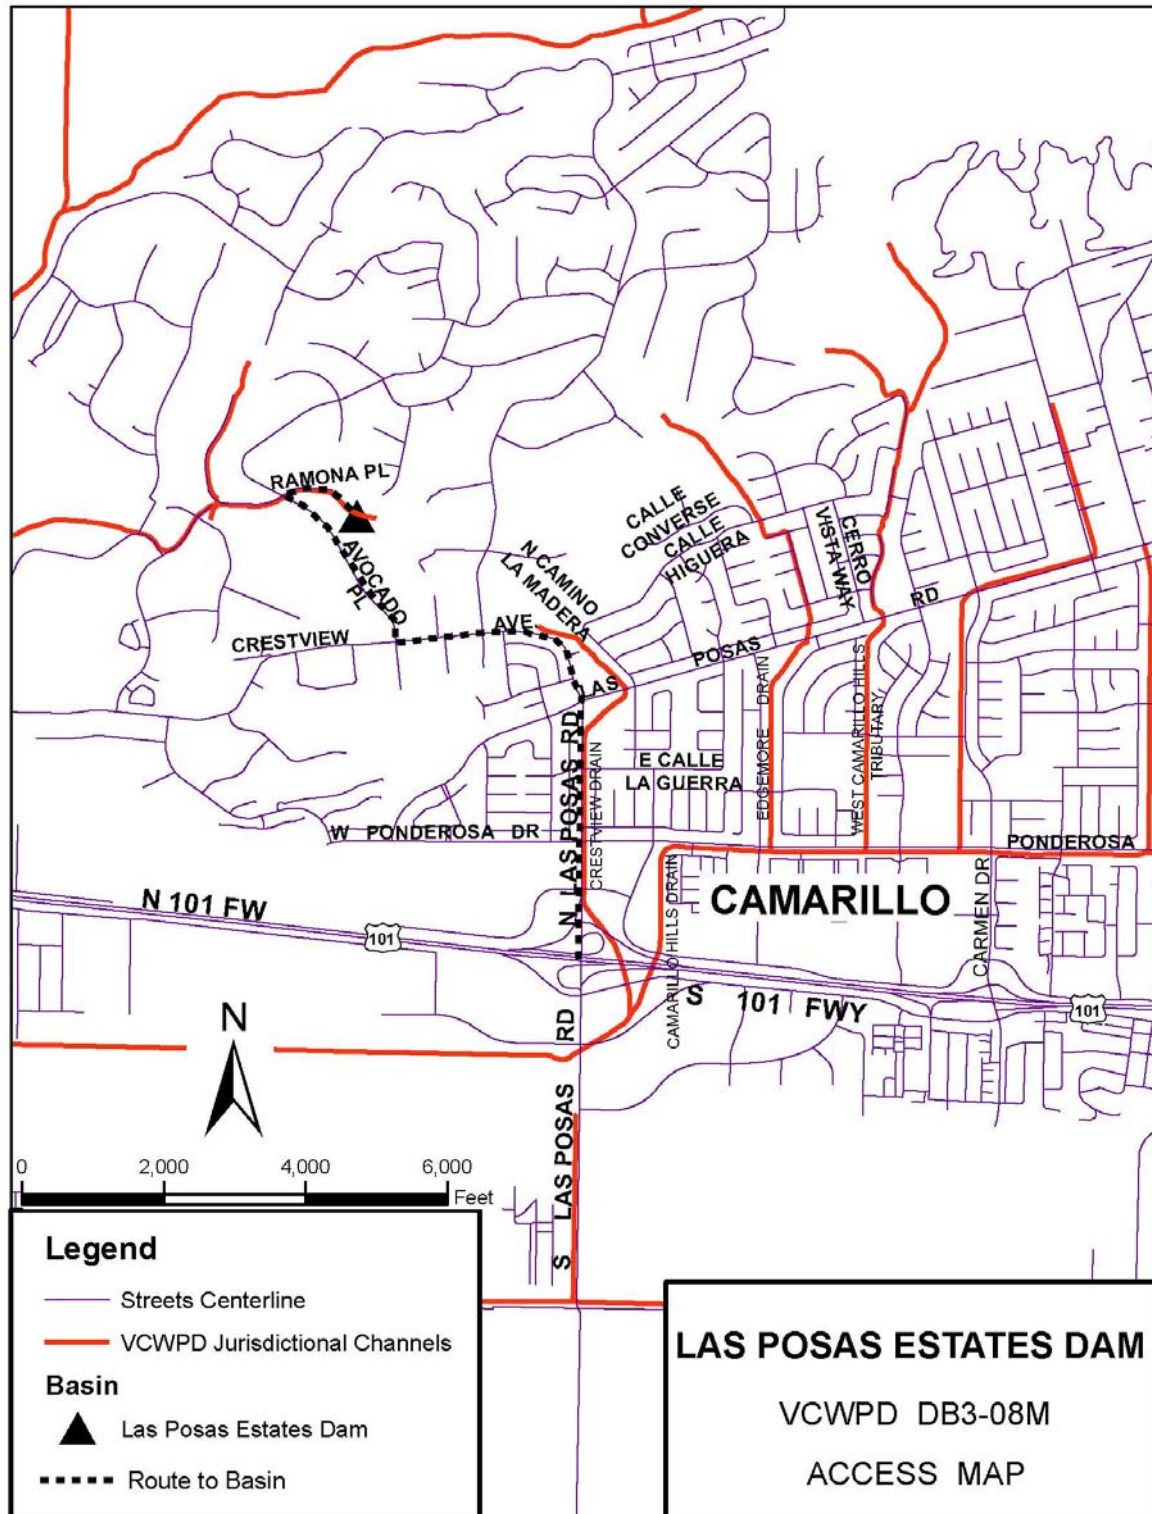 RAMONA PL
AVOCADO
PL
CRESTVIEW
AVE
N CAMINO
LA MADERA
CALLE
CONVERSE
CALLE
HIGUERA
CERRO
VISTA WAY
LAS POSAS RD
N LAS POSAS RD
CRESTVIEW DRAIN
E CALLE
LA GUERRA
EDGEMORE DRAIN
WEST CAMARILLO HILLS
TRIBUTARY
W PONDEROSA DR
PONDEROSA
CAMARILLO
CAMARILLO HILLS DRAIN
CARMEN DR
N 101 FW
101
S 101 FWY
101
S LAS POSAS RD
N
0 2,000 4,000 6,000
Feet
Legend
Streets Centerline
VCWPD Jurisdictional Channels
Basin
Las Posas Estates Dam
Route to Basin
LAS POSAS ESTATES DAM
VCWPD DB3-08M
ACCESS MAP